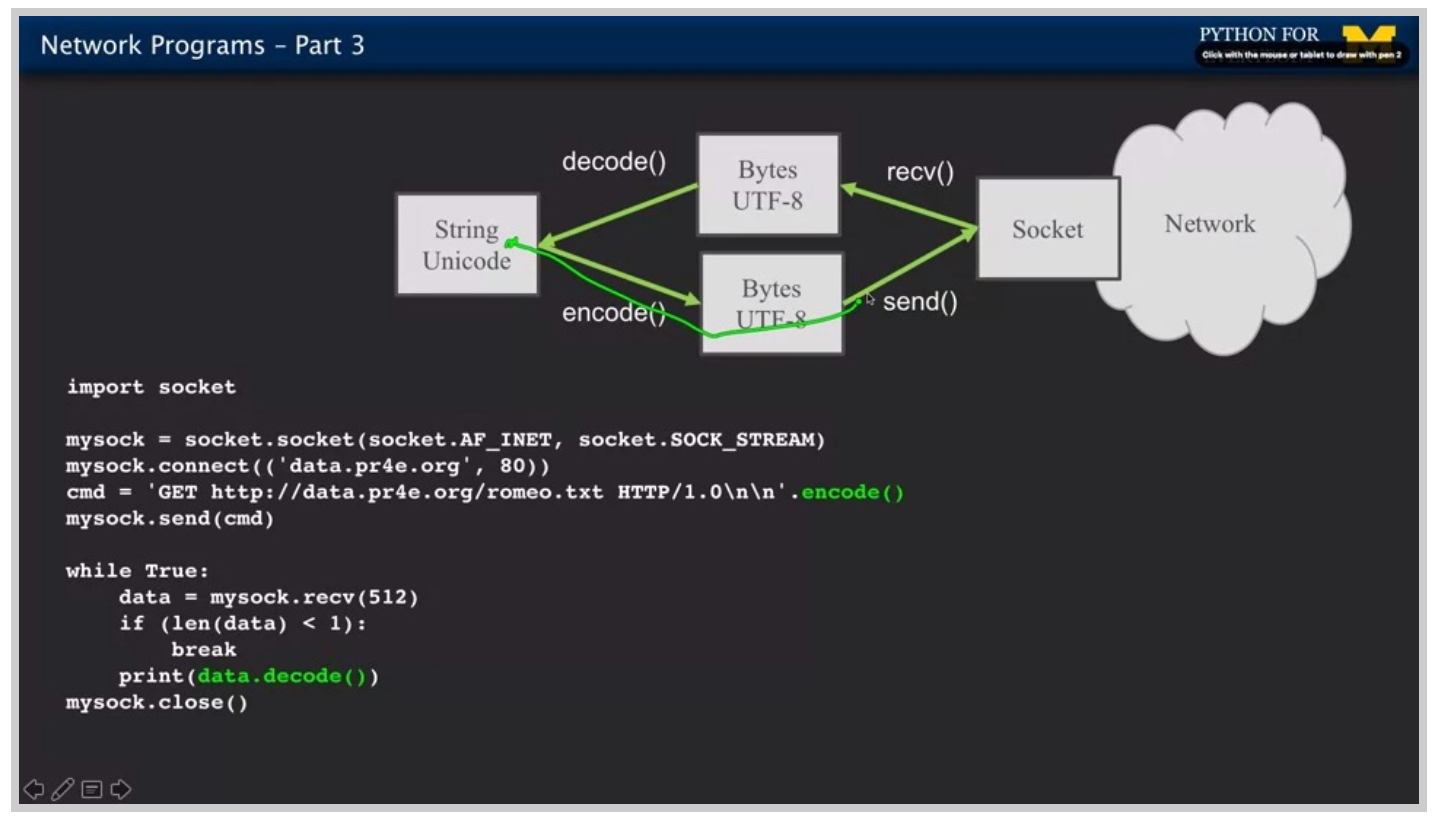 Network Programs – Part 3
PYTHON FOR
Click with the mouse or tablet to draw with pen 2
decode()
Bytes
UTF-8
recv()
String
Unicode
Socket
Network
encode()
Bytes
UTF-8
send()
import socket
mysock = socket.socket(socket.AF_INET, socket.SOCK_STREAM)
mysock.connect(('data.pr4e.org', 80))
cmd = 'GET http://data.pr4e.org/romeo.txt HTTP/1.0\n\n'.encode()
mysock.send(cmd)
while True:
    data = mysock.recv(512)
    if (len(data) < 1):
        break
    print(data.decode())
mysock.close()